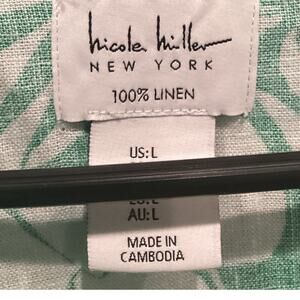 nicole miller
NEW YORK
100% LINEN
US: L
AU: L
MADE IN
CAMBODIA